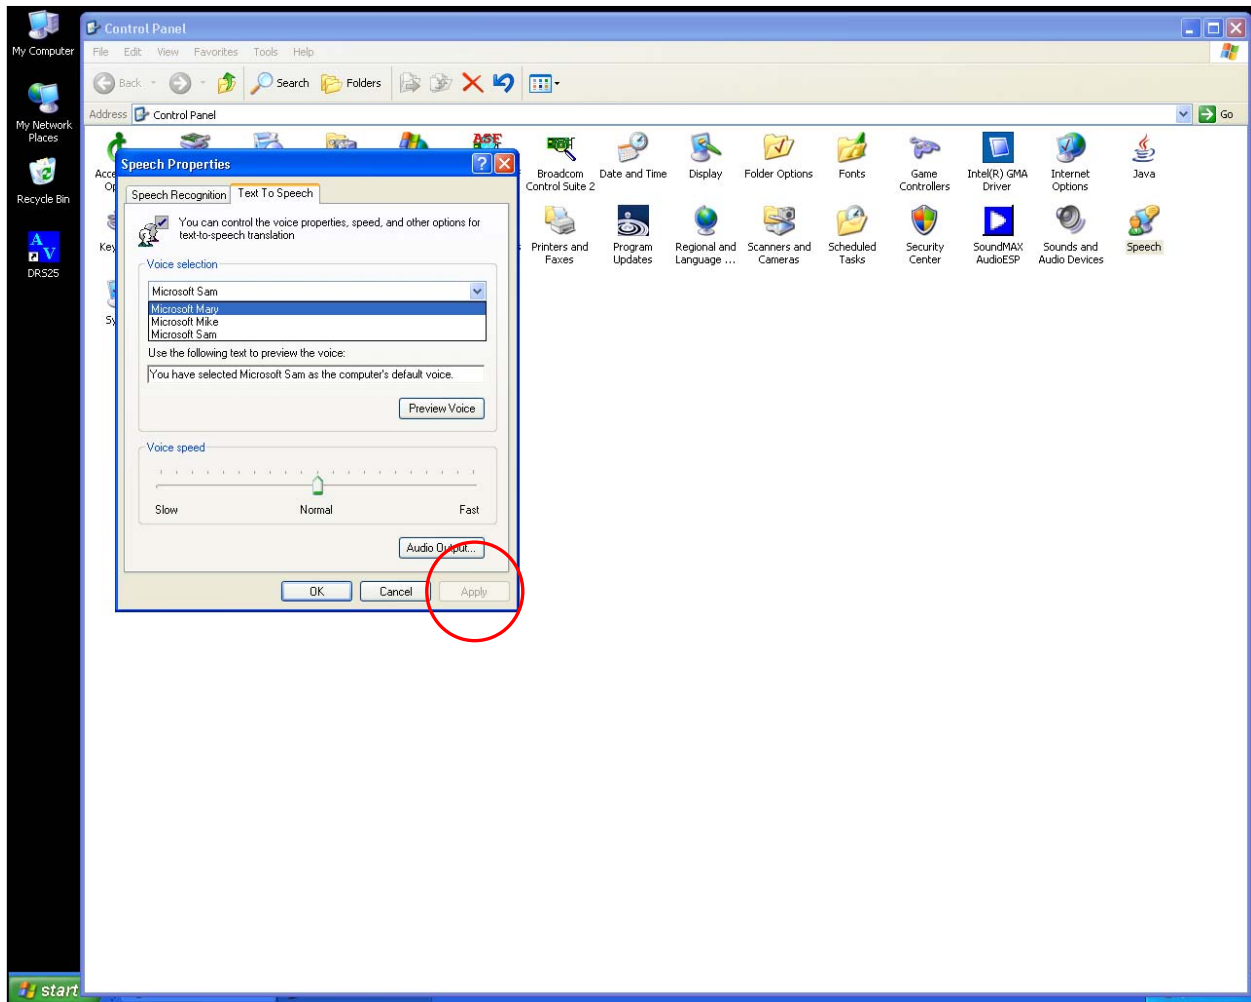 My Computer
My Network
Places
Recycle Bin
DRS25
Control Panel
File Edit View Favorites Tools Help
Back Search Folders
Address Control Panel Go
Broadcom
Control Suite 2
Date and Time
Display
Folder Options
Fonts
Game
Controllers
Intel(R) GMA
Driver
Internet
Options
Java
Printers and
Faxes
Program
Updates
Regional and
Language ...
Scanners and
Cameras
Scheduled
Tasks
Security
Center
SoundMAX
AudioESP
Sounds and
Audio Devices
Speech
Speech Properties
Speech Recognition Text To Speech
You can control the voice properties, speed, and other options for
text-to-speech translation
Voice selection
Microsoft Sam
Microsoft Mary
Microsoft Mike
Microsoft Sam
Use the following text to preview the voice:
You have selected Microsoft Sam as the computer's default voice.
Preview Voice
Voice speed
Slow Normal Fast
Audio Output...
OK Cancel Apply
start